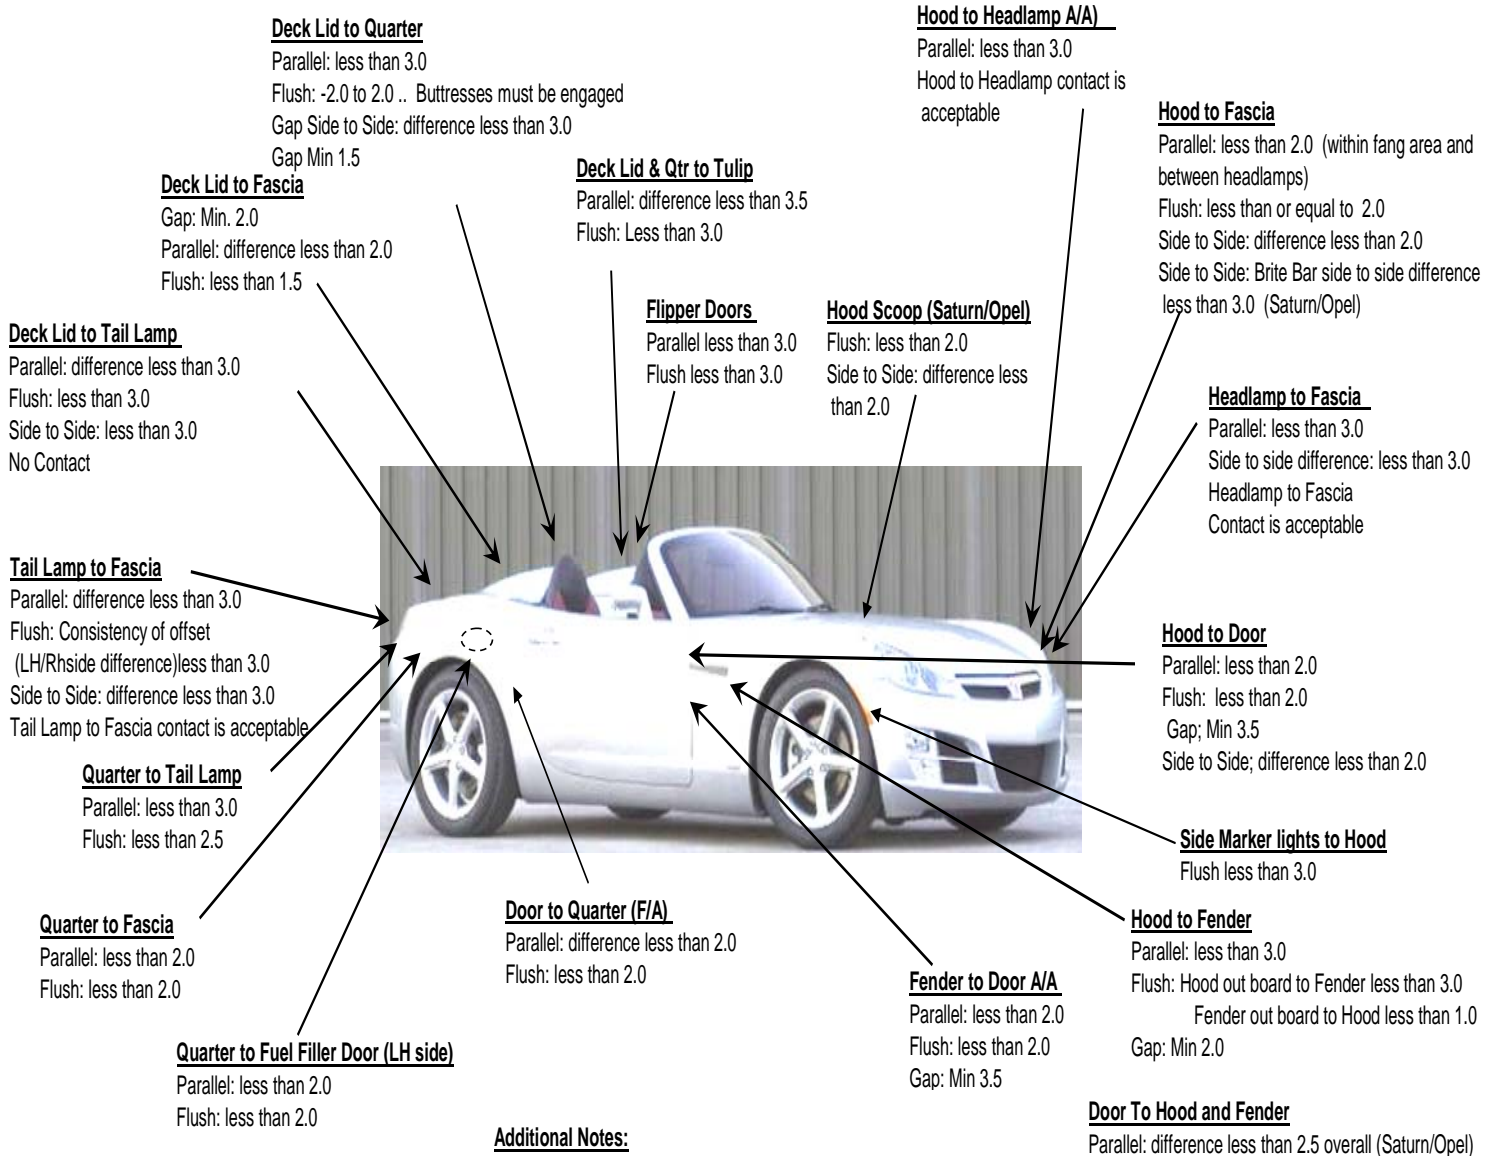 Deck Lid to Quarter
Parallel: less than 3.0
Flush: -2.0 to 2.0 .. Buttresses must be engaged
Gap Side to Side: difference less than 3.0
Gap Min 1.5
Hood to Headlamp A/A)
Parallel: less than 3.0
Hood to Headlamp contact is
acceptable
Hood to Fascia
Parallel: less than 2.0 (within fang area and
between headlamps)
Flush: less than or equal to 2.0
Side to Side: difference less than 2.0
Side to Side: Brite Bar side to side difference
less than 3.0 (Saturn/Opel)
Deck Lid to Fascia
Gap: Min. 2.0
Parallel: difference less than 2.0
Flush: less than 1.5
Deck Lid & Qtr to Tulip
Parallel: difference less than 3.5
Flush: Less than 3.0
Flipper Doors
Parallel less than 3.0
Flush less than 3.0
Hood Scoop (Saturn/Opel)
Flush: less than 2.0
Side to Side: difference less
than 2.0
Deck Lid to Tail Lamp
Parallel: difference less than 3.0
Flush: less than 3.0
Side to Side: less than 3.0
No Contact
Headlamp to Fascia
Parallel: less than 3.0
Side to side difference: less than 3.0
Headlamp to Fascia
Contact is acceptable
Tail Lamp to Fascia
Parallel: difference less than 3.0
Flush: Consistency of offset
(LH/Rhside difference)less than 3.0
Side to Side: difference less than 3.0
Tail Lamp to Fascia contact is acceptable
Hood to Door
Parallel: less than 2.0
Flush: less than 2.0
Gap; Min 3.5
Side to Side; difference less than 2.0
Quarter to Tail Lamp
Parallel: less than 3.0
Flush: less than 2.5
Side Marker lights to Hood
Flush less than 3.0
Quarter to Fascia
Parallel: less than 2.0
Flush: less than 2.0
Door to Quarter (F/A)
Parallel: difference less than 2.0
Flush: less than 2.0
Hood to Fender
Parallel: less than 3.0
Flush: Hood out board to Fender less than 3.0
Fender out board to Hood less than 1.0
Gap: Min 2.0
Fender to Door A/A
Parallel: less than 2.0
Flush: less than 2.0
Gap: Min 3.5
Quarter to Fuel Filler Door (LH side)
Parallel: less than 2.0
Flush: less than 2.0
Door To Hood and Fender
Parallel: difference less than 2.5 overall (Saturn/Opel)
Additional Notes: